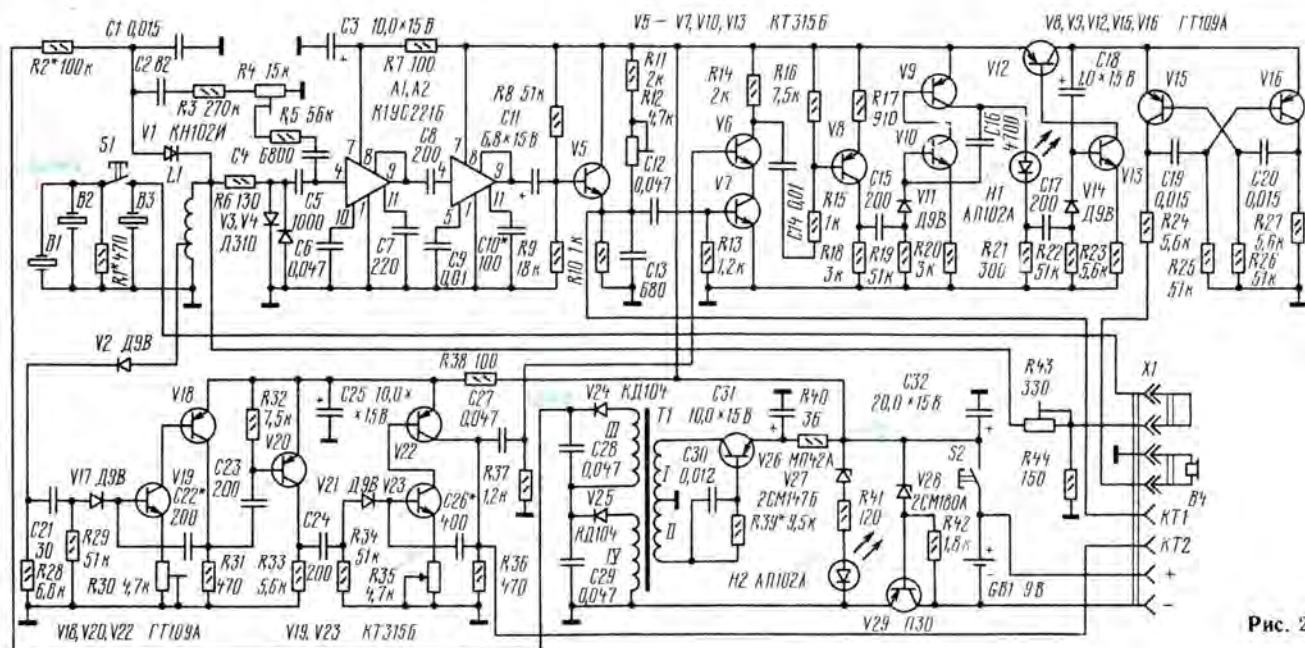 C1 0,015
R2* 100к
C2 82
R3 270к
R4 15к
R5 56к
C3 10,0×15 В
R7 100
A1, A2
К1УС221Б
V1 КН102И
C4
6800
S1
B1
B2
B3
R1* 470
L1
R6 130
V3, V4
Д310
C5
1000
C6
0,047
C7
220
C8
200
C9
0,01
C10*
100
C11
6,8×15 В
R8 51к
R9
18к
R10 1к
V5
V5 – V7, V10, V13 КТ315Б
V8, V9, V12, V15, V16 ГТ109А
R11
2к
R12
4,7к
C12
0,047
C13
680
R13
1,2к
R14
2к
V6
V7
C14 0,01
R16
7,5к
R15
1к
R17
910
V8
R18
3к
C15
200
R19
51к
V9
V10
V11
Д9В
R20
3к
C16
4700
H1
АП102А
R21
300
C17
200
R22
51к
V12
C18
1,0×15 В
V14
Д9В
V13
R23
5,6к
V15
V16
C19
0,015
C20
0,015
R24
5,6к
R25
51к
R26
51к
R27
5,6к
V2 Д9В
C21
30
R28
6,8к
V17 Д9В
R29
51к
R30 4,7к
V18
V19
C22*
200
R31
470
R32
7,5к
C23
200
V20
R33
5,6к
C24
200
V21
Д9В
R34
51к
R35
4,7к
V22
V23
C25 10,0×
×15В
C26*
400
R36
470
R38 100
C27
0,047
R37
1,2к
V18, V20, V22 ГТ109А
V19, V23 КТ315Б
V24
КД104
T1
III
I
II
IV
C28
0,047
V25
КД104
C29
0,047
C30
0,012
C31
10,0×15В
V26 МП42А
R39* 9,5к
R40
36
V27
2СМ147Б
R41
120
H2 АП102А
V28
2СМ180А
R42
1,8к
V29 П30
C32
20,0×15В
S2
GB1 9В
R43
330
R44
150
X1
B4
КТ1
КТ2
+
−
Рис. 2